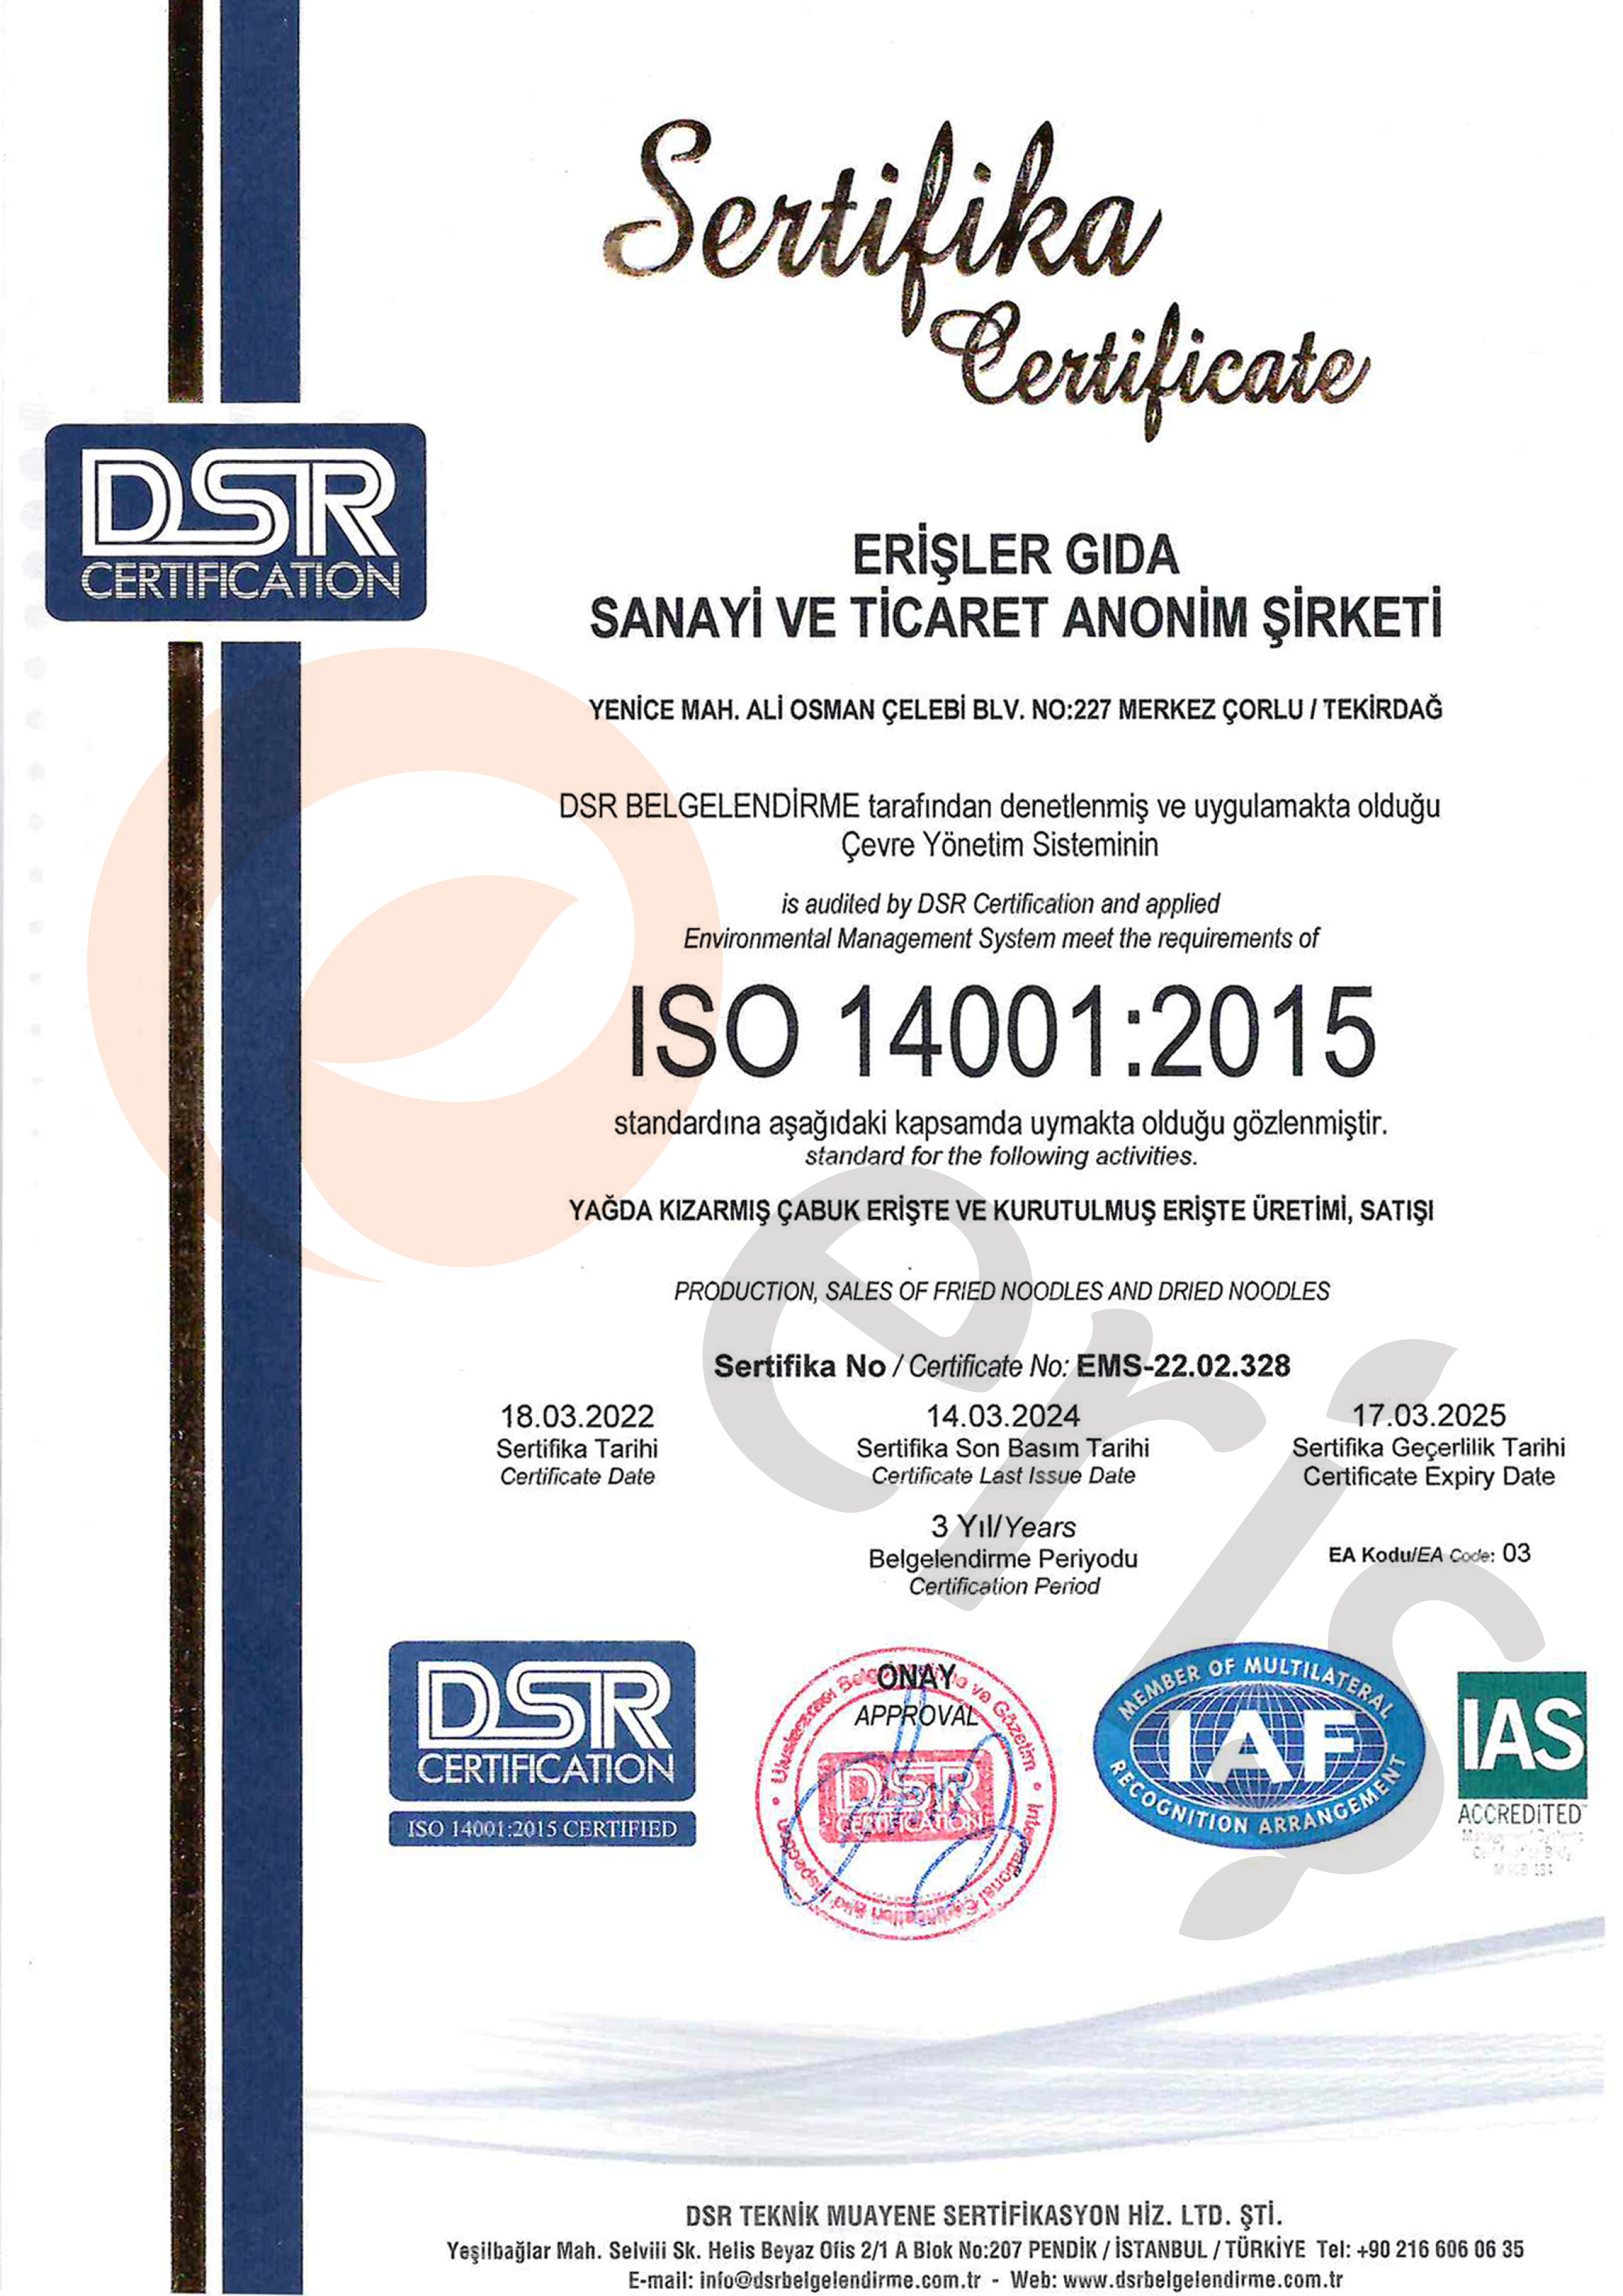 Sertifika
Certificate
DSR
CERTIFICATION
ERİŞLER GIDA
SANAYİ VE TİCARET ANONİM ŞİRKETİ
YENİCE MAH. ALİ OSMAN ÇELEBİ BLV. NO:227 MERKEZ ÇORLU / TEKİRDAĞ
DSR BELGELENDİRME tarafından denetlenmiş ve uygulamakta olduğu
Çevre Yönetim Sisteminin
is audited by DSR Certification and applied
Environmental Management System meet the requirements of
ISO 14001:2015
standardına aşağıdaki kapsamda uymakta olduğu gözlenmiştir.
standard for the following activities.
YAĞDA KIZARMIŞ ÇABUK ERİŞTE VE KURUTULMUŞ ERİŞTE ÜRETİMİ, SATIŞI
PRODUCTION, SALES OF FRIED NOODLES AND DRIED NOODLES
Sertifika No / Certificate No: EMS-22.02.328
18.03.2022
Sertifika Tarihi
Certificate Date
14.03.2024
Sertifika Son Basım Tarihi
Certificate Last Issue Date
17.03.2025
Sertifika Geçerlilik Tarihi
Certificate Expiry Date
3 Yıl/Years
Belgelendirme Periyodu
Certification Period
EA Kodu/EA Code: 03
eriş
DSR
CERTIFICATION
ISO 14001:2015 CERTIFIED
ONAY
APPROVAL
Uluslararası Belgelendirme ve Gözetim
International Certification And Inspection
DSR
CERTIFICATION
MEMBER OF MULTILATERAL
IAF
RECOGNITION ARRANGEMENT
IAS
ACCREDITED
DSR TEKNİK MUAYENE SERTİFİKASYON HİZ. LTD. ŞTİ.
Yeşilbağlar Mah. Selvili Sk. Helis Beyaz Ofis 2/1 A Blok No:207 PENDİK / İSTANBUL / TÜRKİYE Tel: +90 216 606 06 35
E-mail: info@dsrbelgelendirme.com.tr - Web: www.dsrbelgelendirme.com.tr